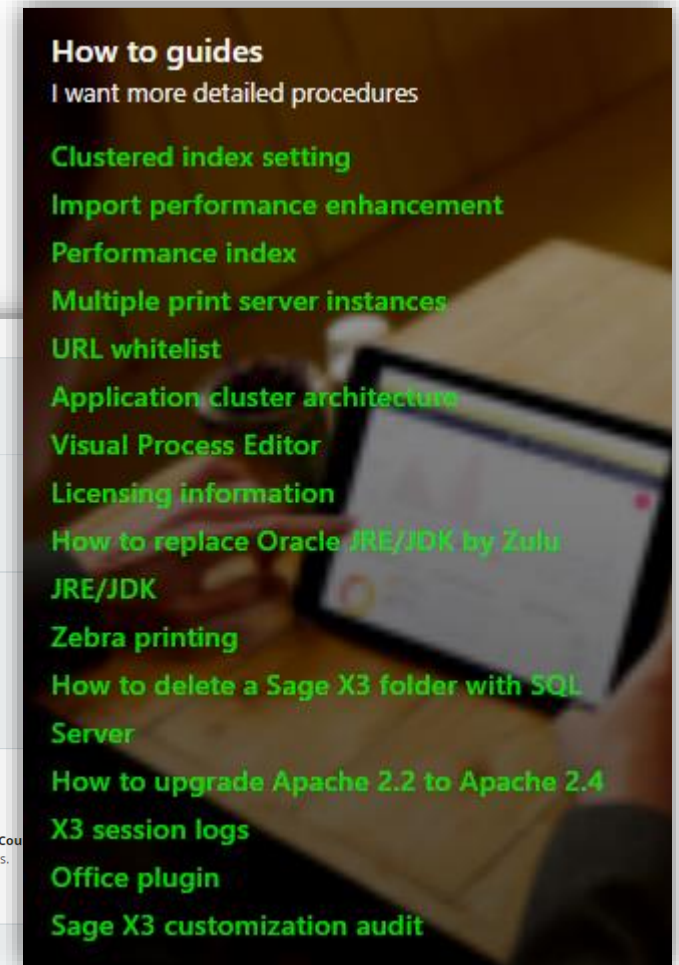 How to guides
I want more detailed procedures
Clustered index setting
Import performance enhancement
Performance index
Multiple print server instances
URL whitelist
Application cluster architecture
Visual Process Editor
Licensing information
How to replace Oracle JRE/JDK by Zulu
JRE/JDK
Zebra printing
How to delete a Sage X3 folder with SQL
Server
How to upgrade Apache 2.2 to Apache 2.4
X3 session logs
Cou
s.
Office plugin
Sage X3 customization audit